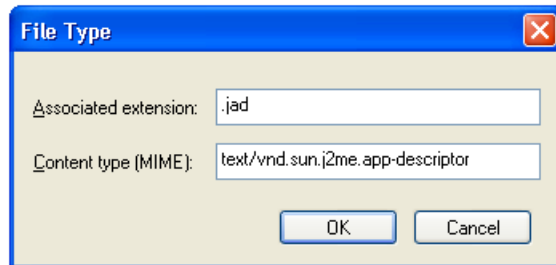 File Type
Associated extension: .jad
Content type (MIME): text/vnd.sun.j2me.app-descriptor
OK Cancel